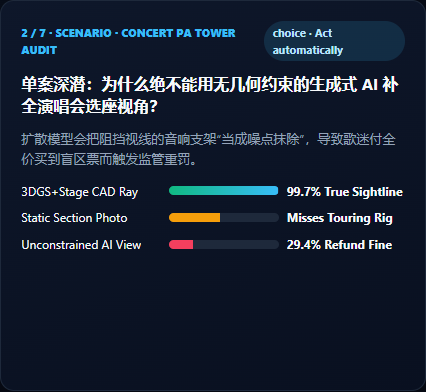 2 / 7 · SCENARIO · CONCERT PA TOWER
AUDIT
choice · Act
automatically
单案深潜：为什么绝不能用无几何约束的生成式 AI 补
全演唱会选座视角？
扩散模型会把阻挡视线的音响支架“当成噪点抹除”，导致歌迷付全
价买到盲区票而触发监管重罚。
3DGS+Stage CAD Ray 99.7% True Sightline
Static Section Photo Misses Touring Rig
Unconstrained AI View 29.4% Refund Fine